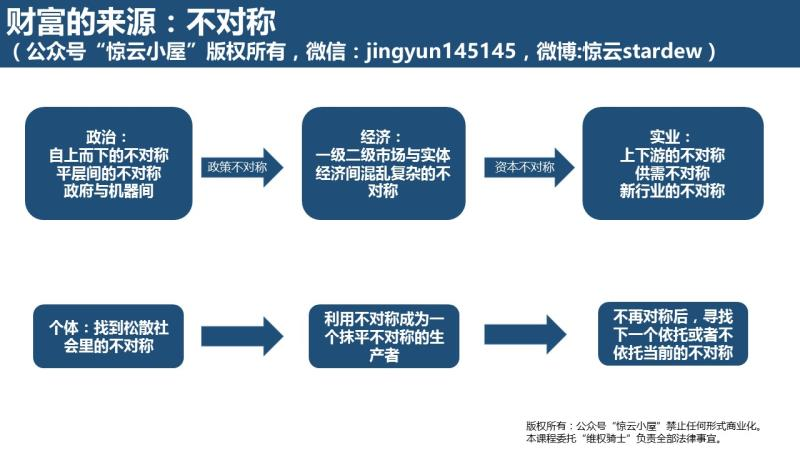 财富的来源：不对称
（公众号“惊云小屋”版权所有，微信：jingyun145145，微博:惊云stardew）
政治：
自上而下的不对称
平层间的不对称
政府与机器间
政策不对称
经济：
一级二级市场与实体
经济间混乱复杂的不
对称
资本不对称
实业：
上下游的不对称
供需不对称
新行业的不对称
个体：找到松散社
会里的不对称
利用不对称成为一
个抹平不对称的生
产者
不再对称后，寻找
下一个依托或者不
依托当前的不对称
版权所有：公众号“惊云小屋”禁止任何形式商业化。
本课程委托“维权骑士”负责全部法律事宜。